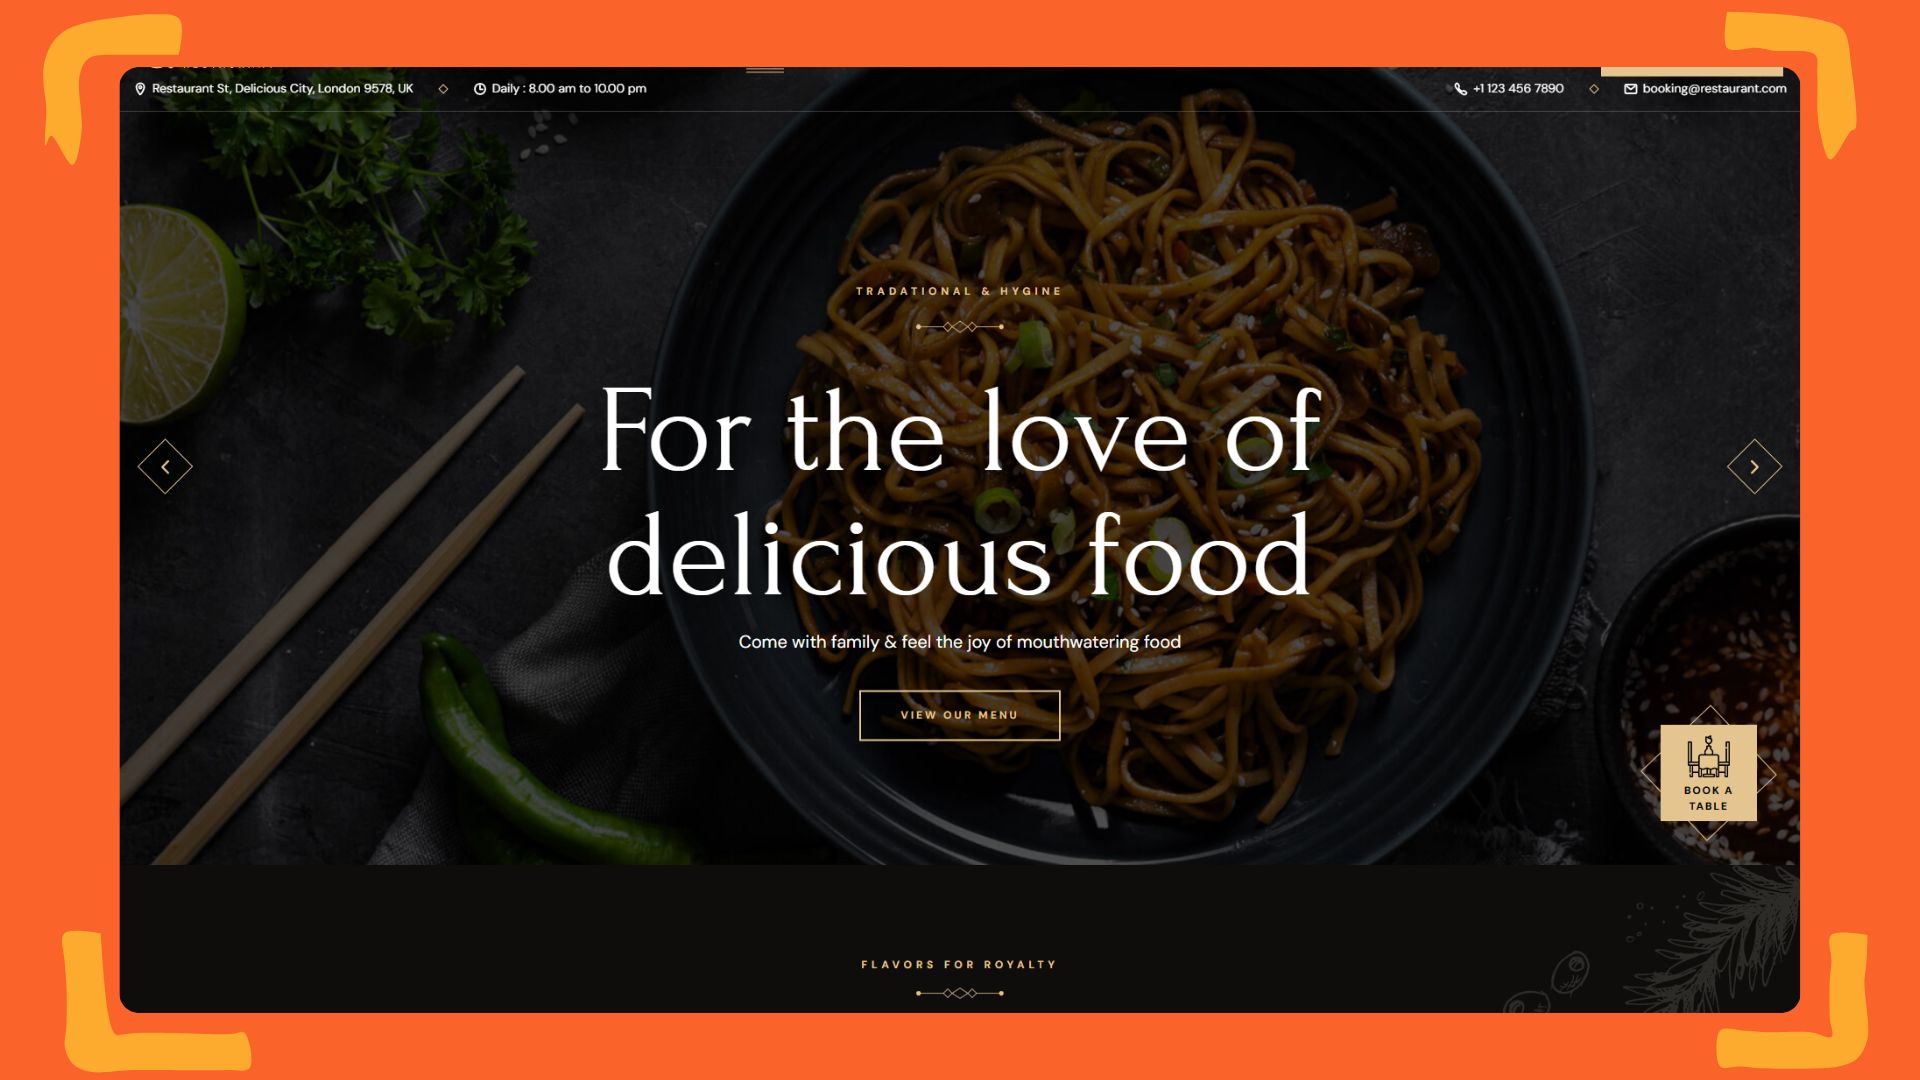 Restaurant St, Delicious City, London 9578, UK
Daily : 8.00 am to 10.00 pm
+1 123 456 7890
booking@restaurant.com
TRADATIONAL & HYGINE
For the love of
delicious food
Come with family & feel the joy of mouthwatering food
VIEW OUR MENU
BOOK A
TABLE
FLAVORS FOR ROYALTY